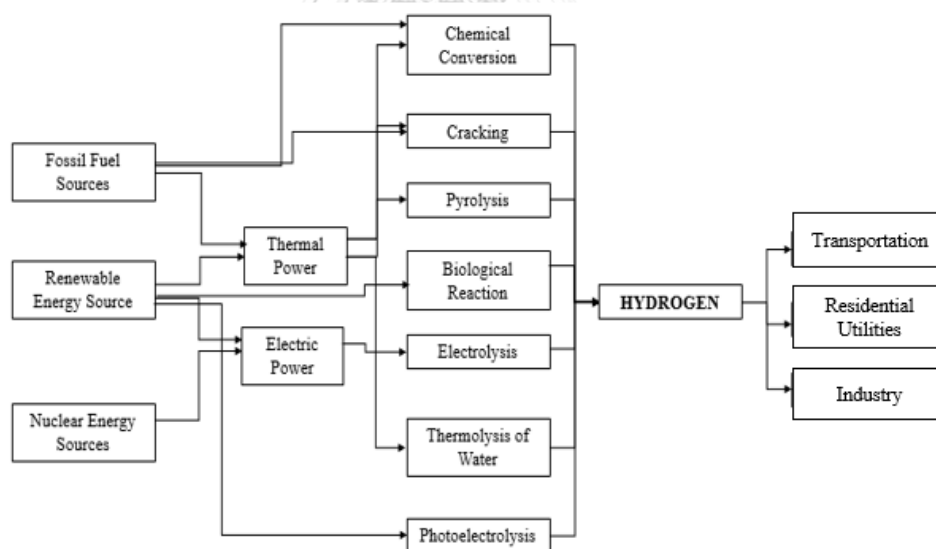 Chemical
Conversion
Cracking
Fossil Fuel
Sources
Pyrolysis
Thermal
Power
Transportation
Renewable
Energy Source
Biological
Reaction
HYDROGEN
Residential
Utilities
Electric
Power
Electrolysis
Industry
Nuclear Energy
Sources
Thermolysis of
Water
Photoelectrolysis